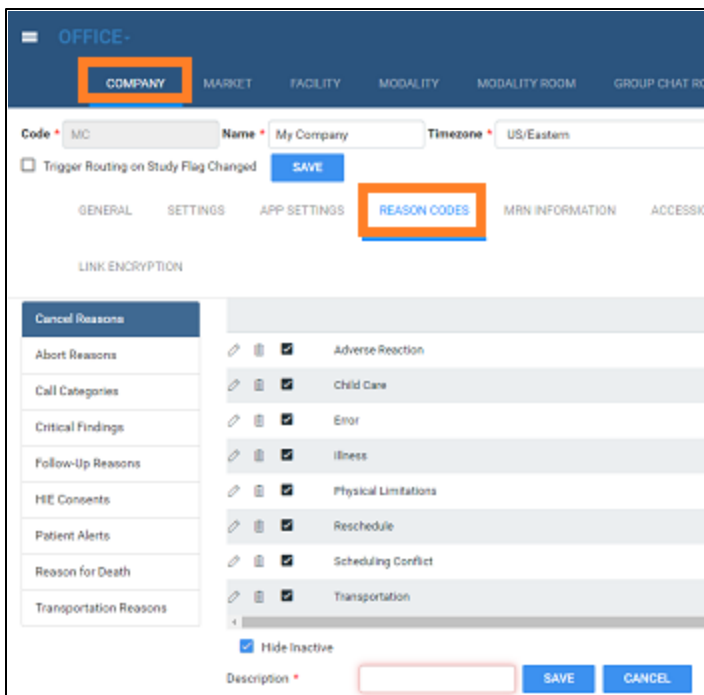 OFFICE-
COMPANY MARKET FACILITY MODALITY MODALITY ROOM GROUP CHAT RO
Code * MC Name * My Company Timezone * US/Eastern
Trigger Routing on Study Flag Changed SAVE
GENERAL SETTINGS APP SETTINGS REASON CODES MRN INFORMATION ACCESSIO
LINK ENCRYPTION
Cancel Reasons
Abort Reasons Adverse Reaction
Call Categories Child Care
Critical Findings Error
Follow-Up Reasons Illness
HIE Consents Physical Limitations
Patient Alerts Reschedule
Reason for Death Scheduling Conflict
Transportation Reasons Transportation
Hide Inactive
Description * SAVE CANCEL